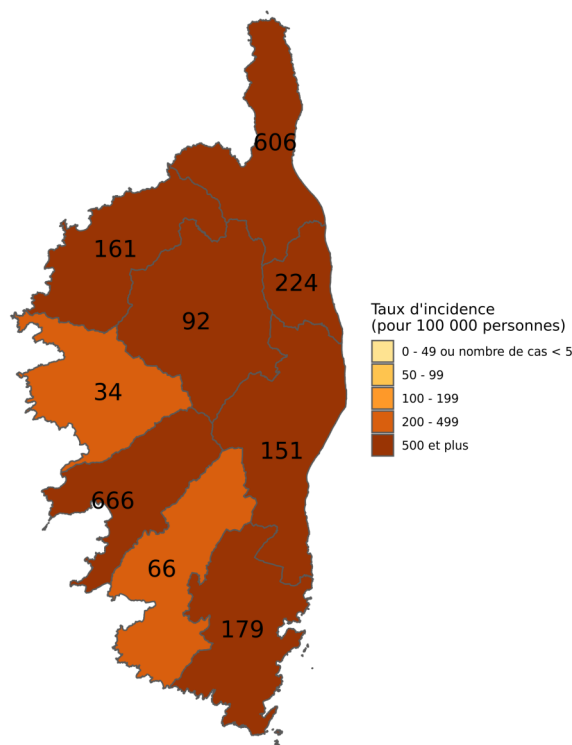 606
161
224
92
34
151
666
66
179
Taux d'incidence
(pour 100 000 personnes)
0 - 49 ou nombre de cas < 5
50 - 99
100 - 199
200 - 499
500 et plus